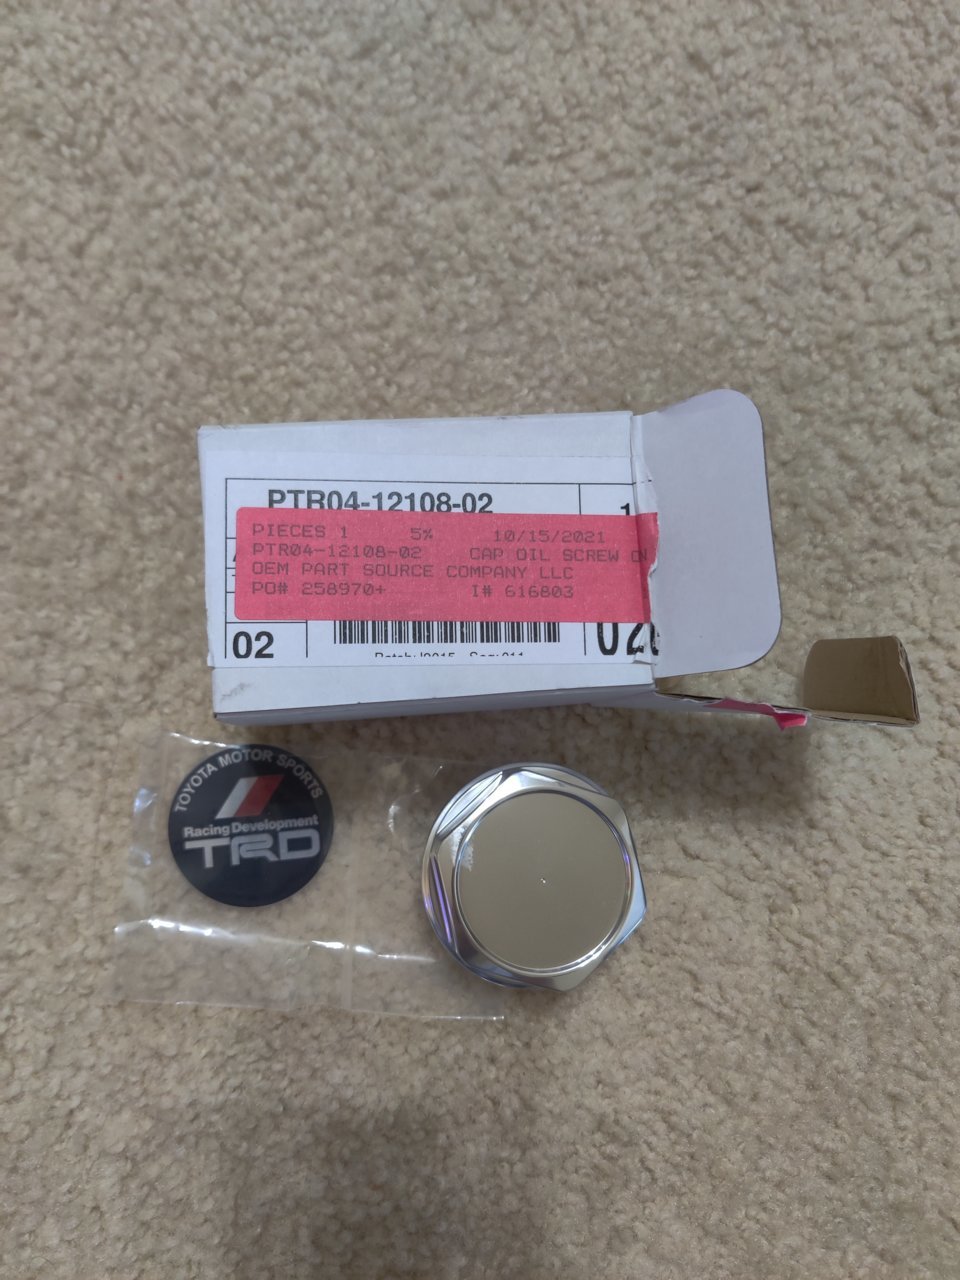 PTR04-12108-02
1
PIECES 1 5% 10/15/2021
PTR04-12108-02 CAP OIL SCREW ON
OEM PART SOURCE COMPANY LLC
PO# 258970+ I# 616803
02
TOYOTA MOTOR SPORTS
Racing Development
TRD